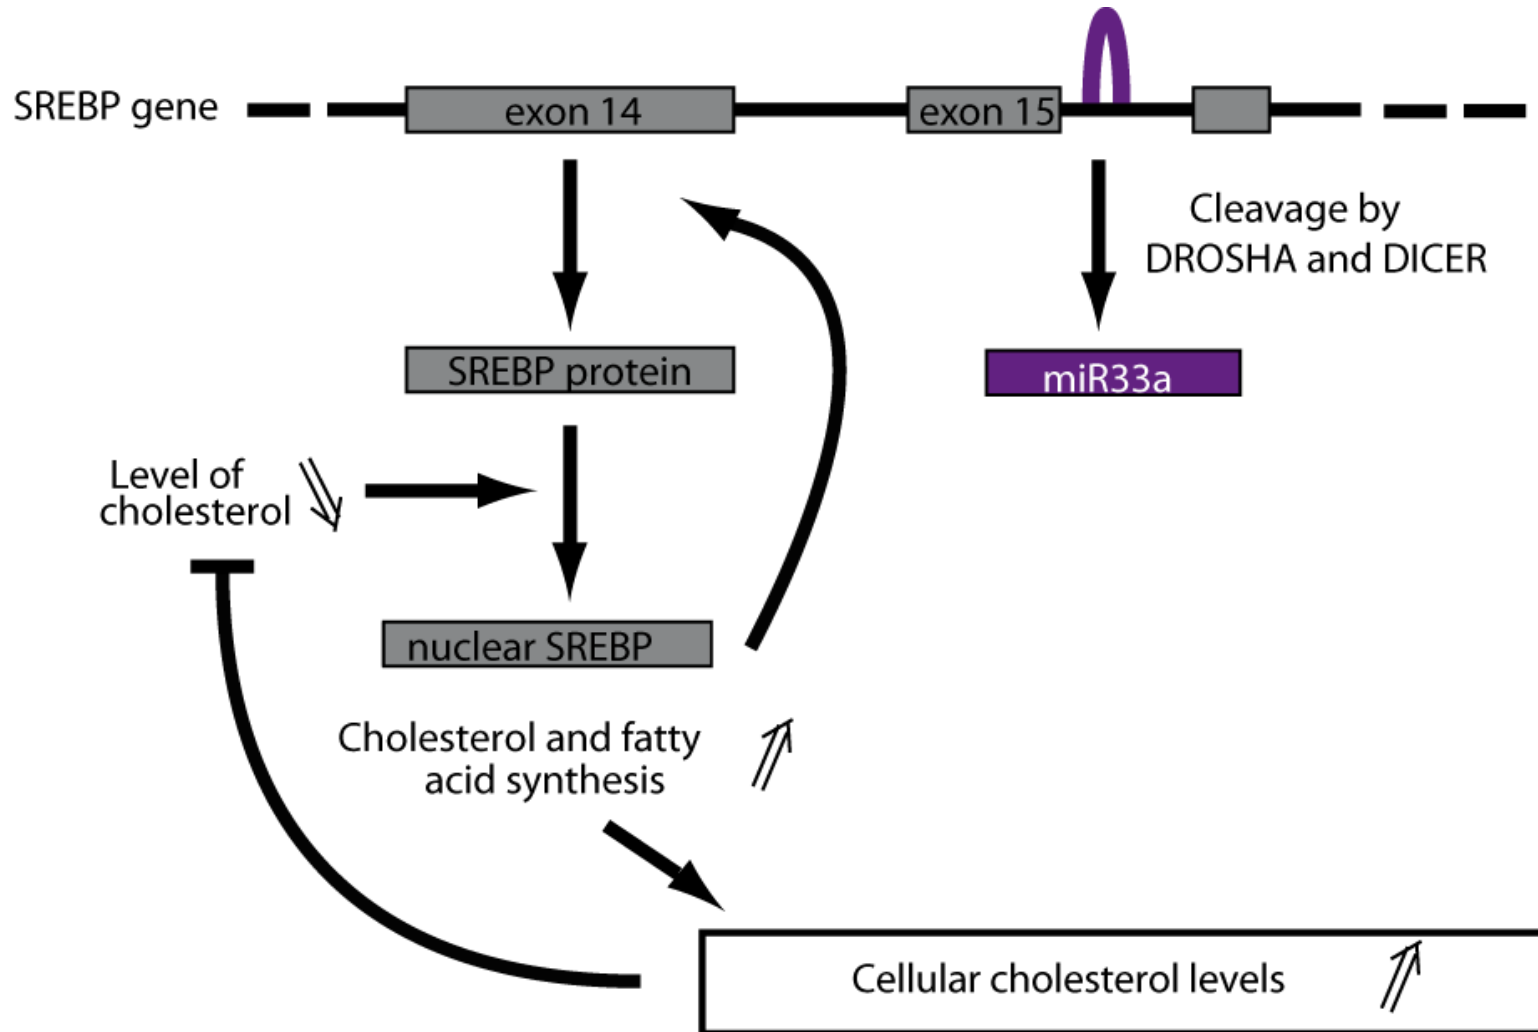 SREBP gene
exon 14
exon 15
Cleavage by
DROSHA and DICER
SREBP protein
miR33a
Level of
cholesterol
nuclear SREBP
Cholesterol and fatty
acid synthesis
Cellular cholesterol levels